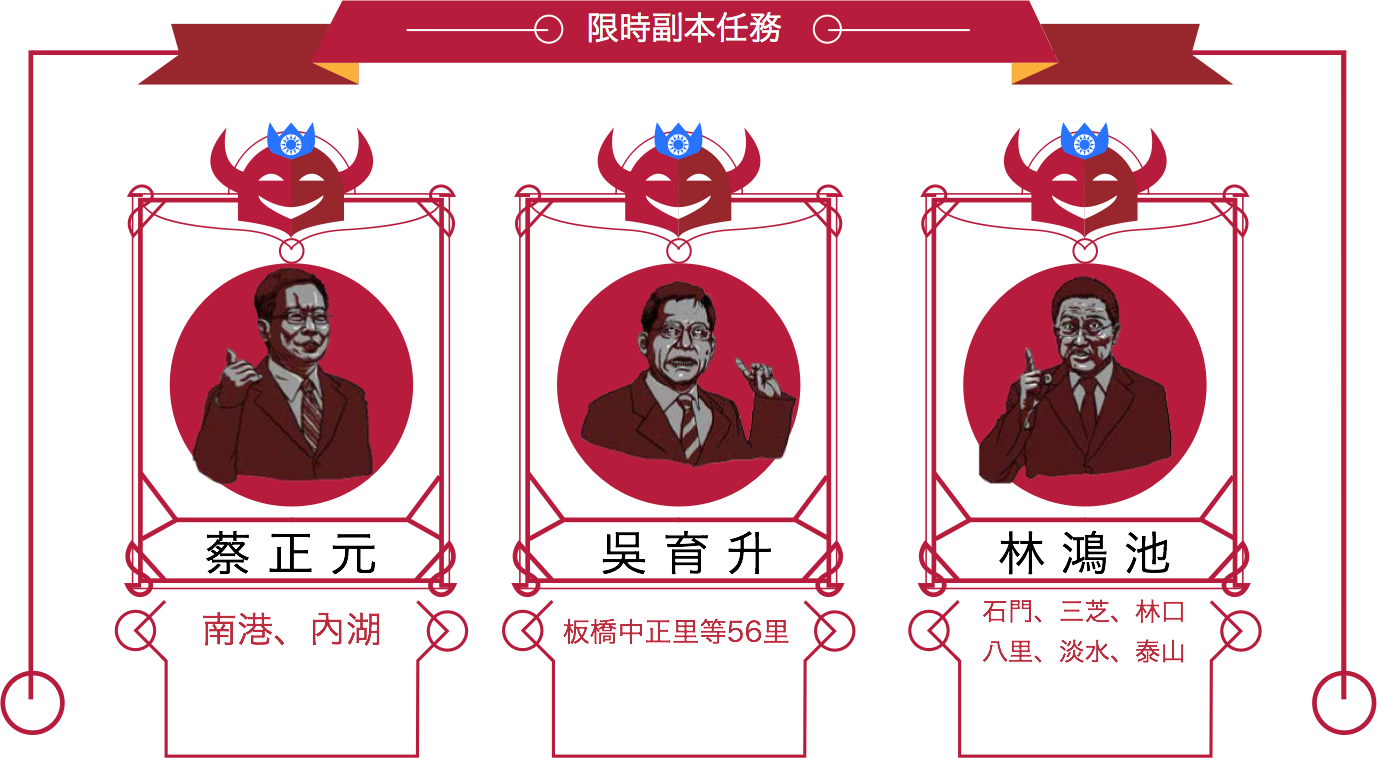 限時副本任務
蔡正元
吳育升
林鴻池
南港、內湖
板橋中正里等56里
石門、三芝、林口
八里、淡水、泰山